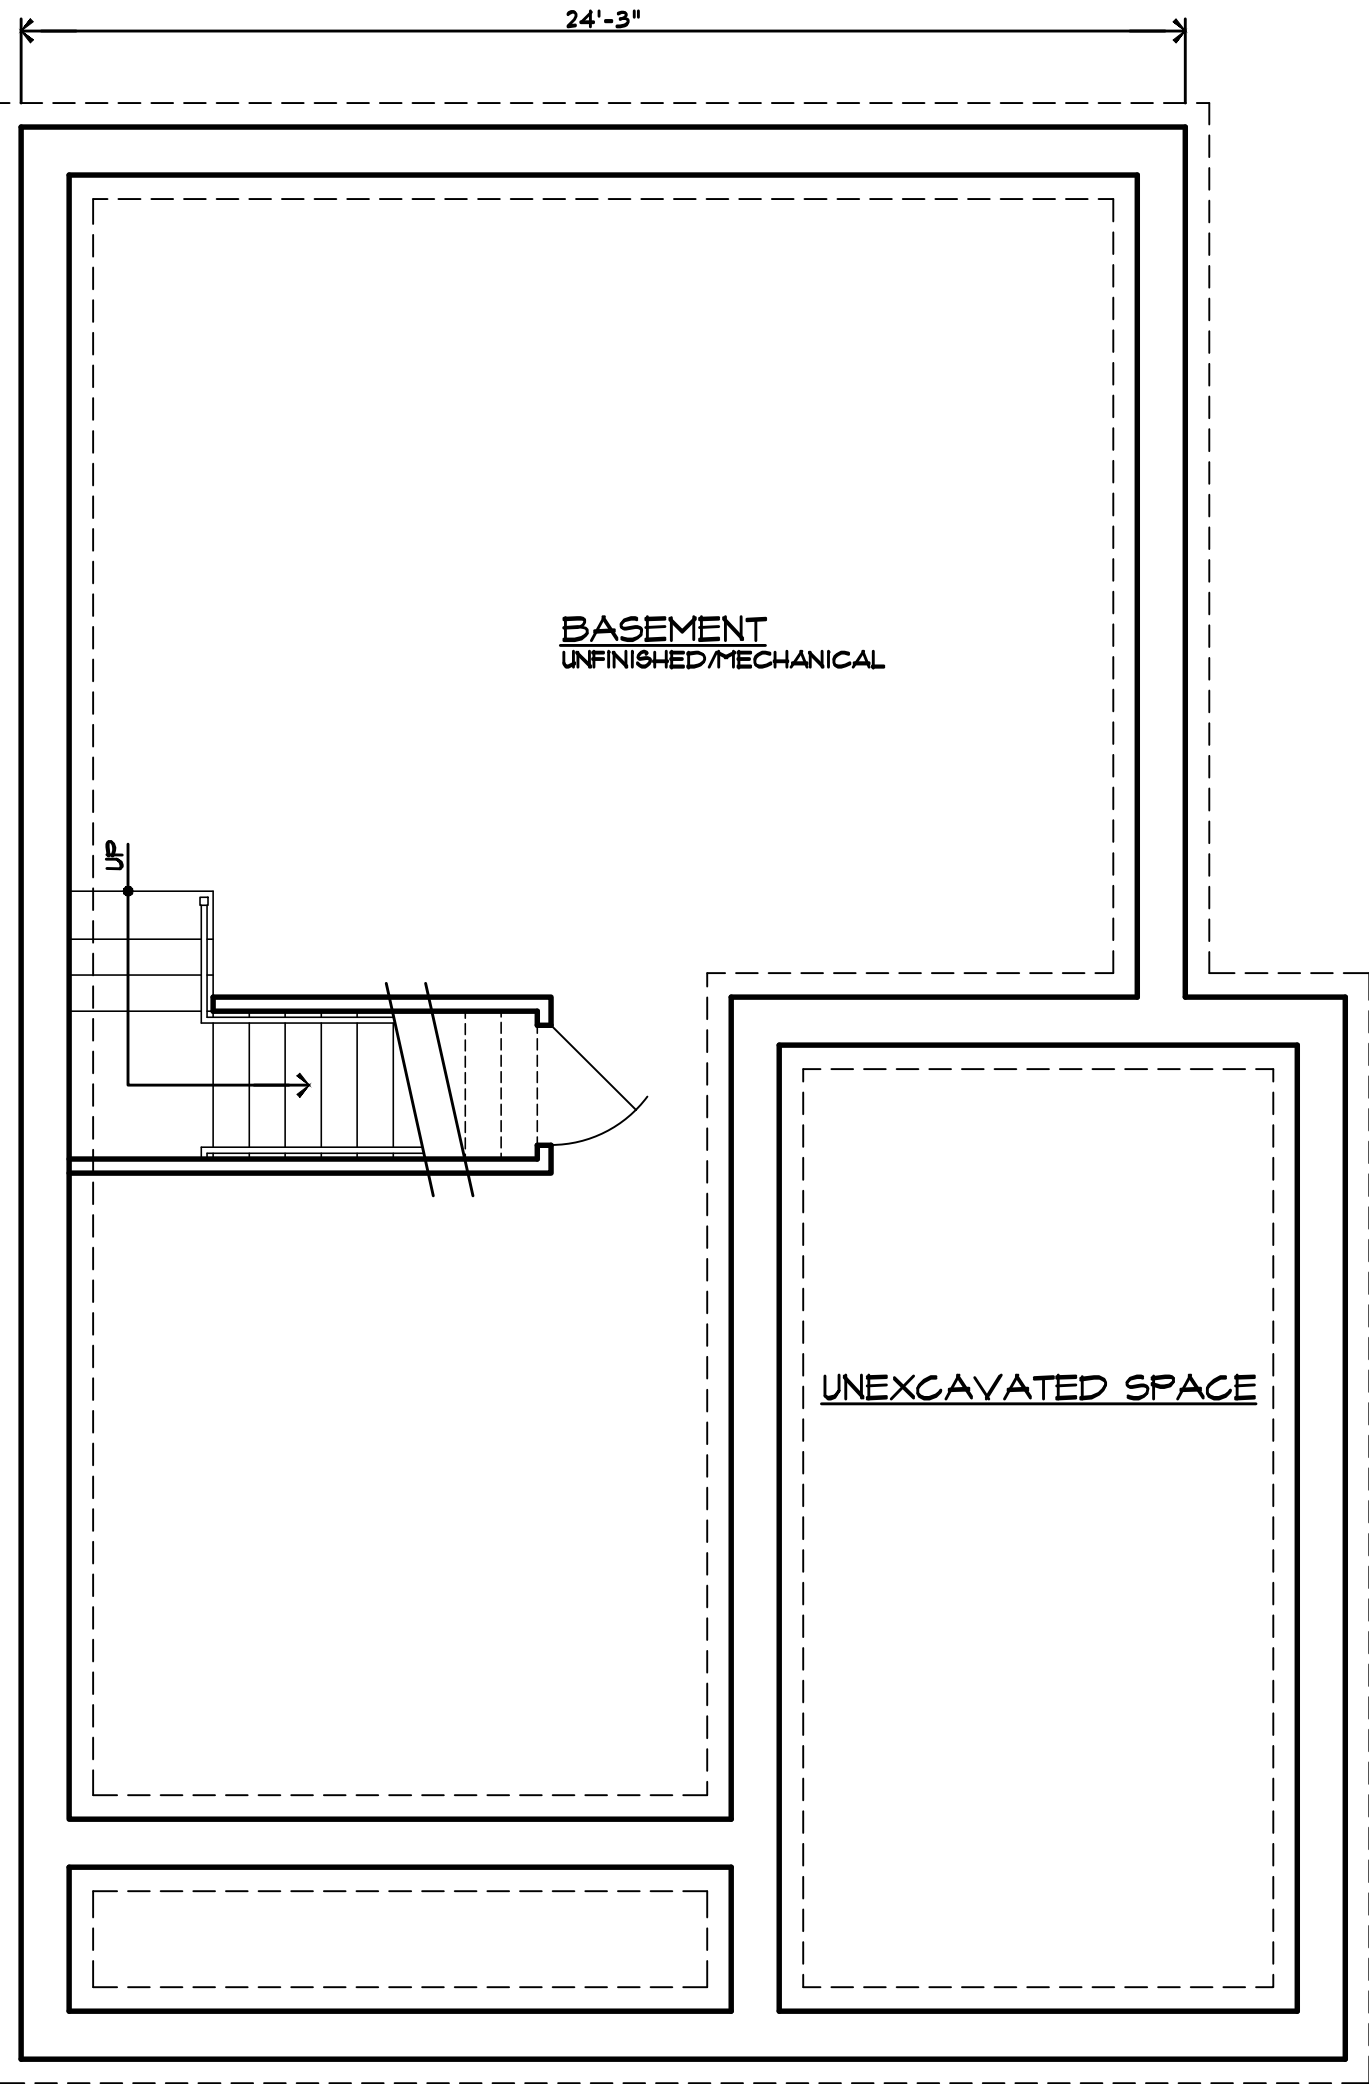 24'-3"
BASEMENT
UNFINISHED/MECHANICAL
UP
UNEXCAVATED SPACE